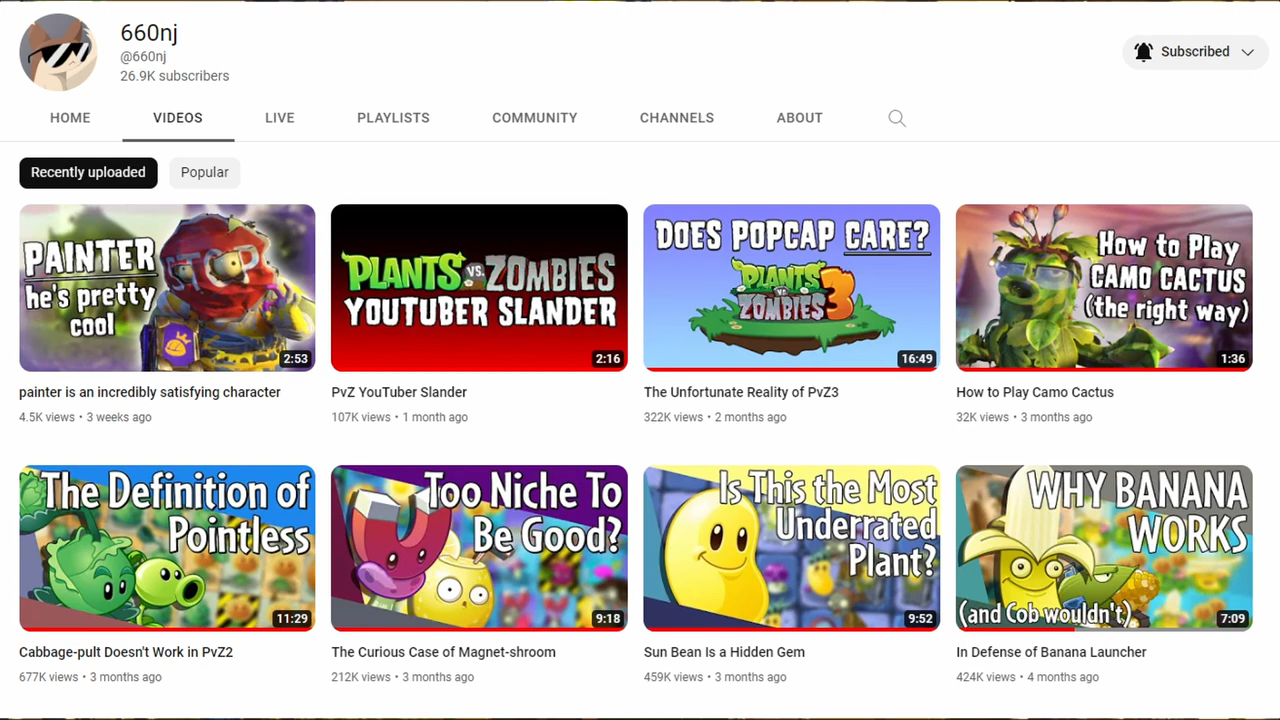 660nj
@660nj
26.9K subscribers
Subscribed
HOME VIDEOS LIVE PLAYLISTS COMMUNITY CHANNELS ABOUT
Recently uploaded Popular
PAINTER
he's pretty
cool
STOP
2:53
PLANTS VS. ZOMBIES
YOUTUBER SLANDER
2:16
DOES POPCAP CARE?
PLANTS
VS.
ZOMBIES 3
16:49
How to Play
CAMO CACTUS
(the right way)
1:36
painter is an incredibly satisfying character
4.5K views • 3 weeks ago
PvZ YouTuber Slander
107K views • 1 month ago
The Unfortunate Reality of PvZ3
322K views • 2 months ago
How to Play Camo Cactus
32K views • 3 months ago
The Definition of
Pointless
11:29
Too Niche To
Be Good?
9:18
Is This the Most
Underrated
Plant?
9:52
WHY BANANA
WORKS
(and Cob wouldn't)
7:09
Cabbage-pult Doesn't Work in PvZ2
677K views • 3 months ago
The Curious Case of Magnet-shroom
212K views • 3 months ago
Sun Bean Is a Hidden Gem
459K views • 3 months ago
In Defense of Banana Launcher
424K views • 4 months ago